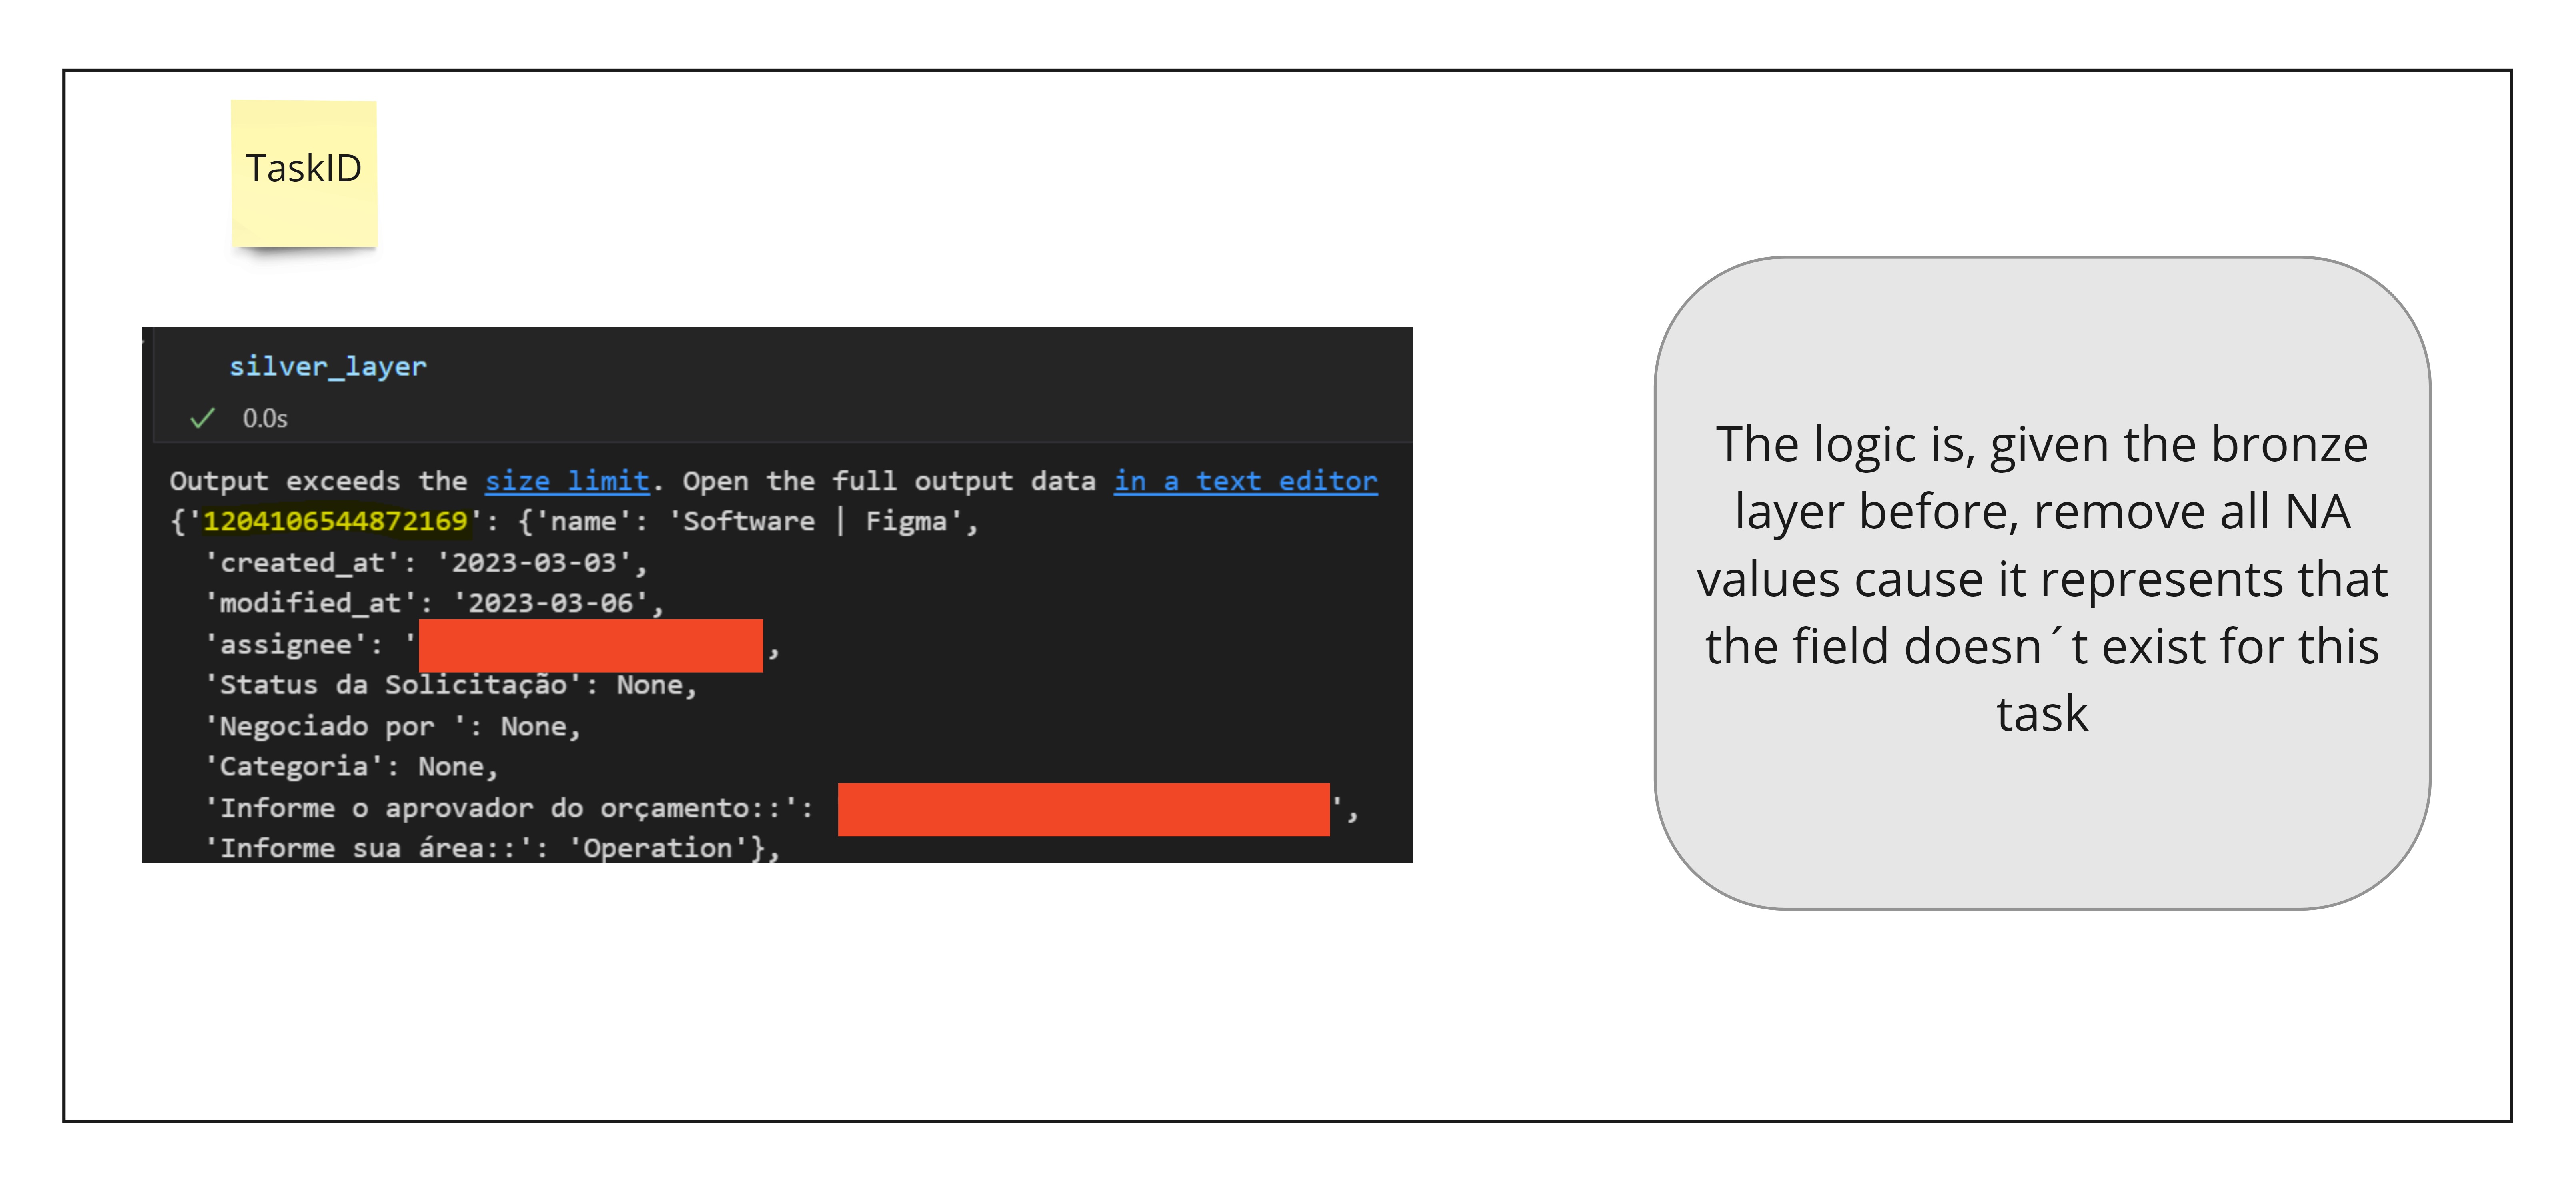 TaskID
silver_layer
0.0s
Output exceeds the size limit. Open the full output data in a text editor
{'1204106544872169': {'name': 'Software | Figma',
'created_at': '2023-03-03',
'modified_at': '2023-03-06',
'assignee': ' ,
'Status da Solicitação': None,
'Negociado por ': None,
'Categoria': None,
'Informe o aprovador do orçamento::': ',
'Informe sua área::': 'Operation'},
The logic is, given the bronze
layer before, remove all NA
values cause it represents that
the field doesn´t exist for this
task